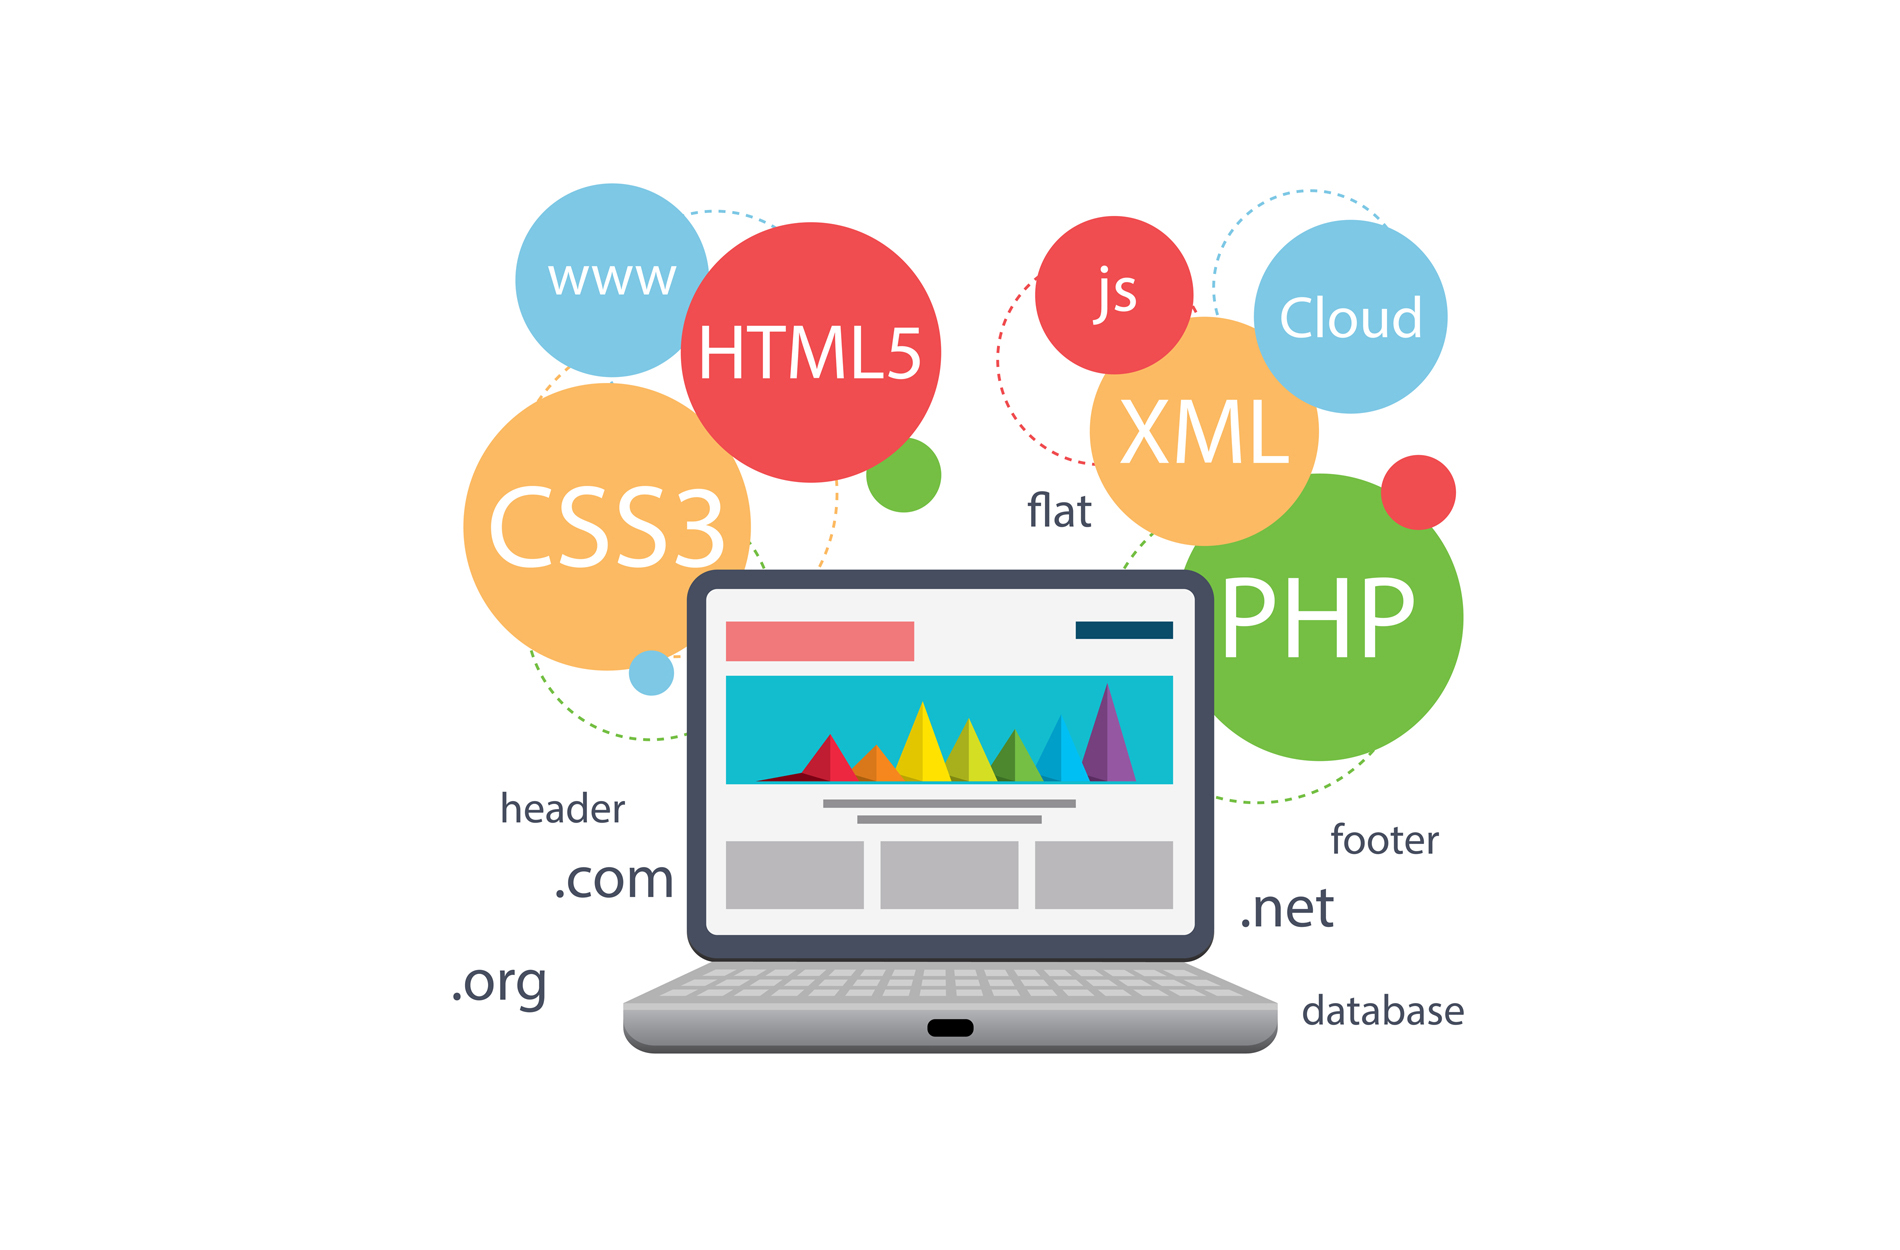 www
HTML5
js
Cloud
XML
CSS3
flat
PHP
header
footer
.com
.net
.org
database